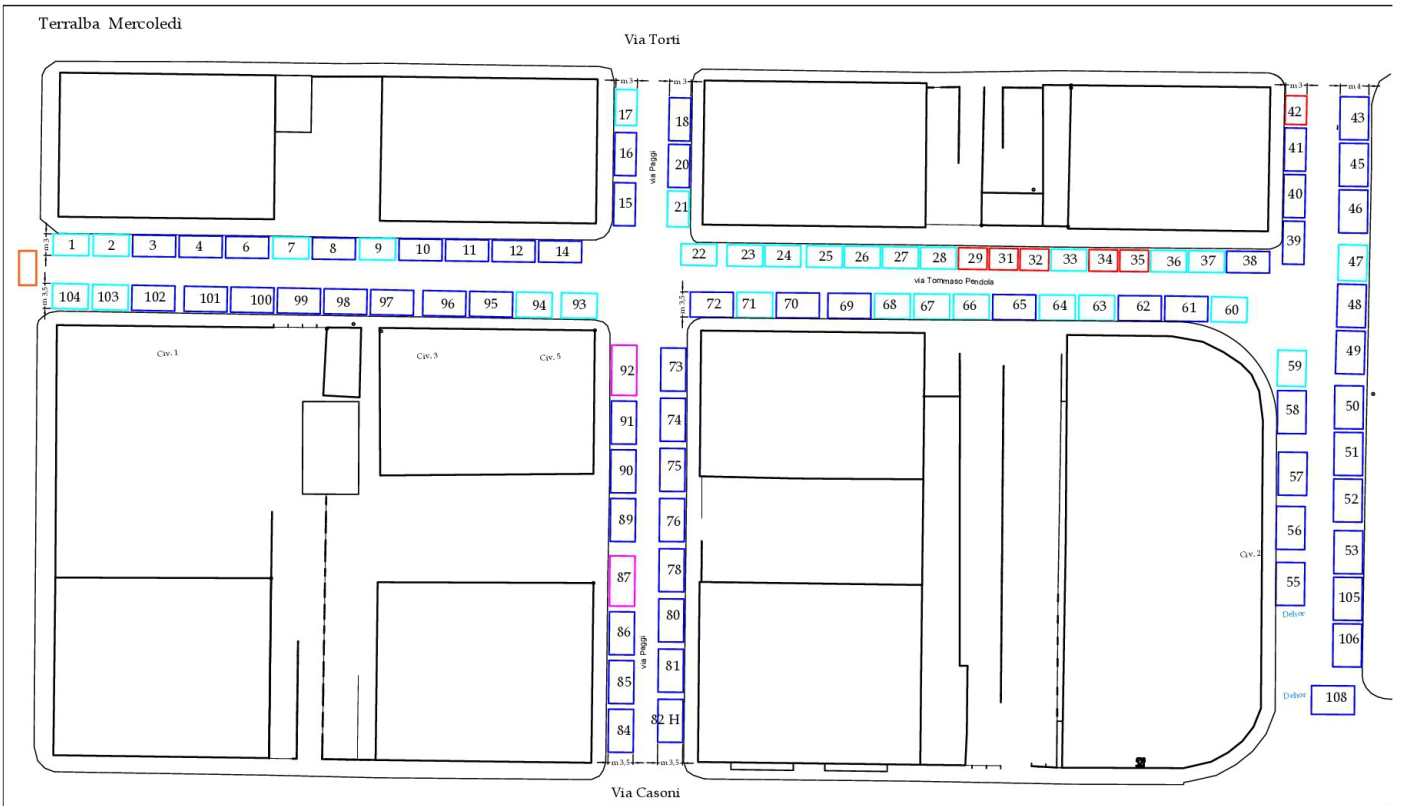 Terralba Mercoledì
Via Torti
m 3
m 3
m 3
m 4
17
18
42
43
16
20
41
45
via Paggi
15
21
40
46
39
m 3
1 2 3 4 6 7 8 9 10 11 12 14
22 23 24 25 26 27 28 29 31 32 33 34 35 36 37 38
47
via Tommaso Pendola
m 3,5
104 103 102 101 100 99 98 97 96 95 94 93
m 3,5
72 71 70 69 68 67 66 65 64 63 62 61 60
48
Civ. 1
Civ. 3
Civ. 5
49
92
73
59
50
91
74
58
51
90
75
57
52
89
76
56
53
Civ. 2
87
78
55
105
Dehor
86
80
106
via Paggi
85
81
Dehor
108
84
82 H
m 3,5
m 3,5
Via Casoni